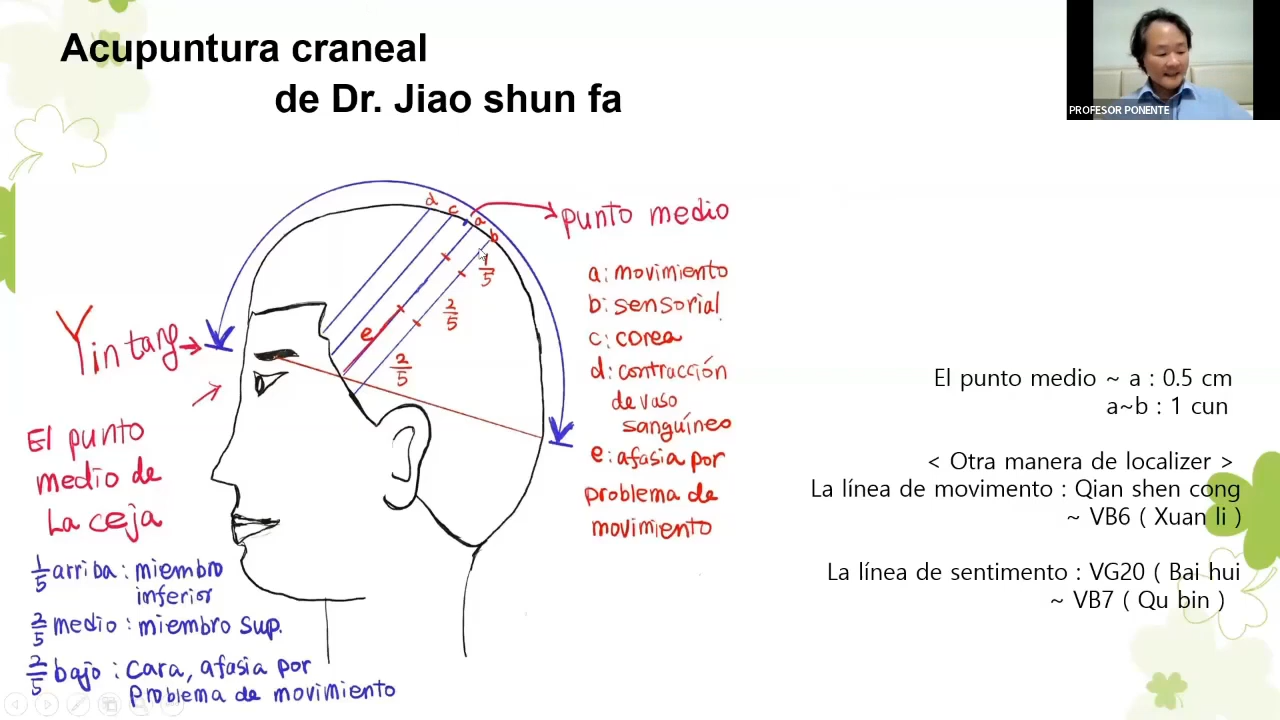 Acupuntura craneal
de Dr. Jiao shun fa
PROFESOR PONENTE
d
c
a
b
punto medio
1/5
2/5
2/5
e
Yintang
El punto
medio de
La ceja
a: movimiento
b: sensorial
c: corea
d: contracción
de vaso
sanguíneo
e: afasia por
problema de
movimiento
1/5 arriba: miembro
inferior
2/5 medio: miembro sup.
2/5 bajo: cara, afasia por
problema de movimiento
El punto medio ~ a : 0.5 cm
a~b : 1 cun
< Otra manera de localizer >
La línea de movimento : Qian shen cong
~ VB6 ( Xuan li )
La línea de sentimento : VG20 ( Bai hui
~ VB7 ( Qu bin )